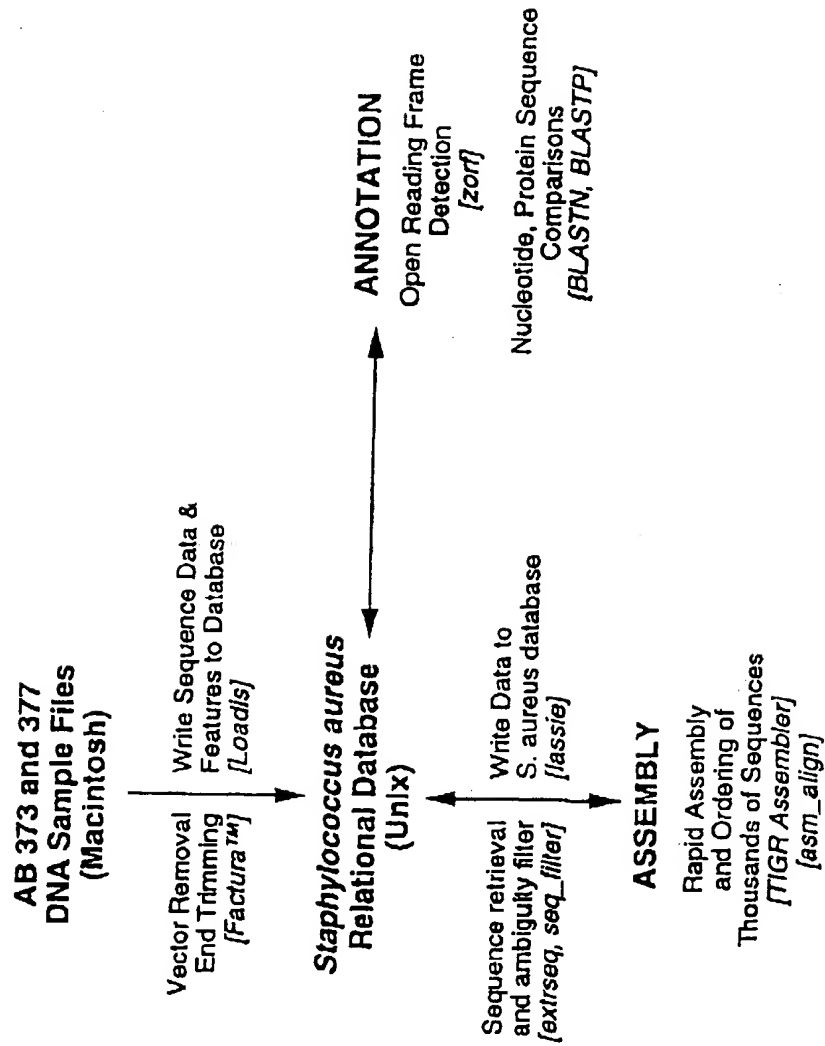 AB 373 and 377
DNA Sample Files
(Macintosh)
Vector Removal
End Trimming
[Factura™]
Write Sequence Data &
Features to Database
[Loadis]
Staphylococcus aureus
Relational Database
(Unix)
Sequence retrieval
and ambiguity filter
[extrseq, seq_filter]
Write Data to
S. aureus database
[lassie]
ASSEMBLY
Rapid Assembly
and Ordering of
Thousands of Sequences
[TIGR Assembler]
[asm_align]
ANNOTATION
Open Reading Frame
Detection
[zorf]
Nucleotide, Protein Sequence
Comparisons
[BLASTN, BLASTP]